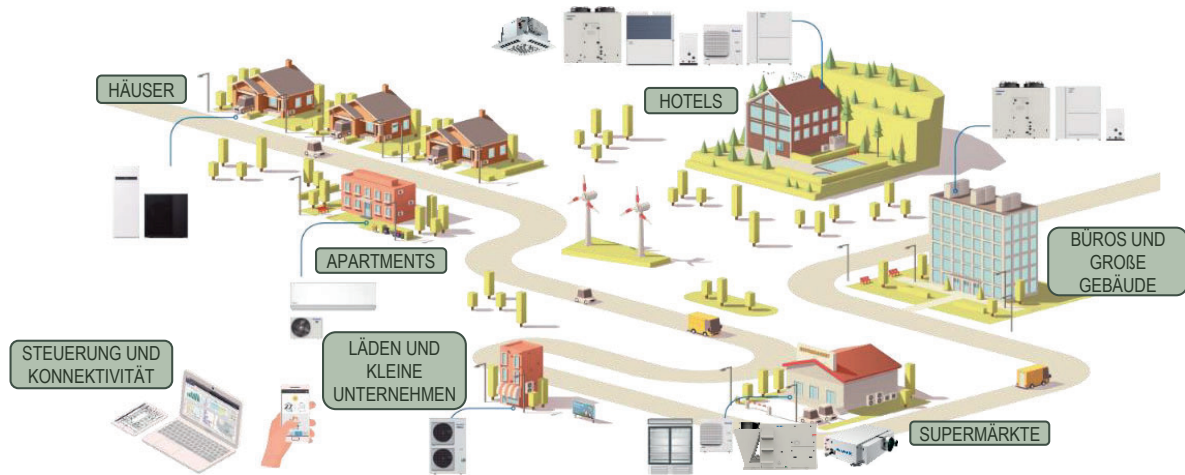 HÄUSER
HOTELS
APARTMENTS
BÜROS UND
GROẞE
GEBÄUDE
STEUERUNG UND
KONNEKTIVITÄT
LÄDEN UND
KLEINE
UNTERNEHMEN
SUPERMÄRKTE